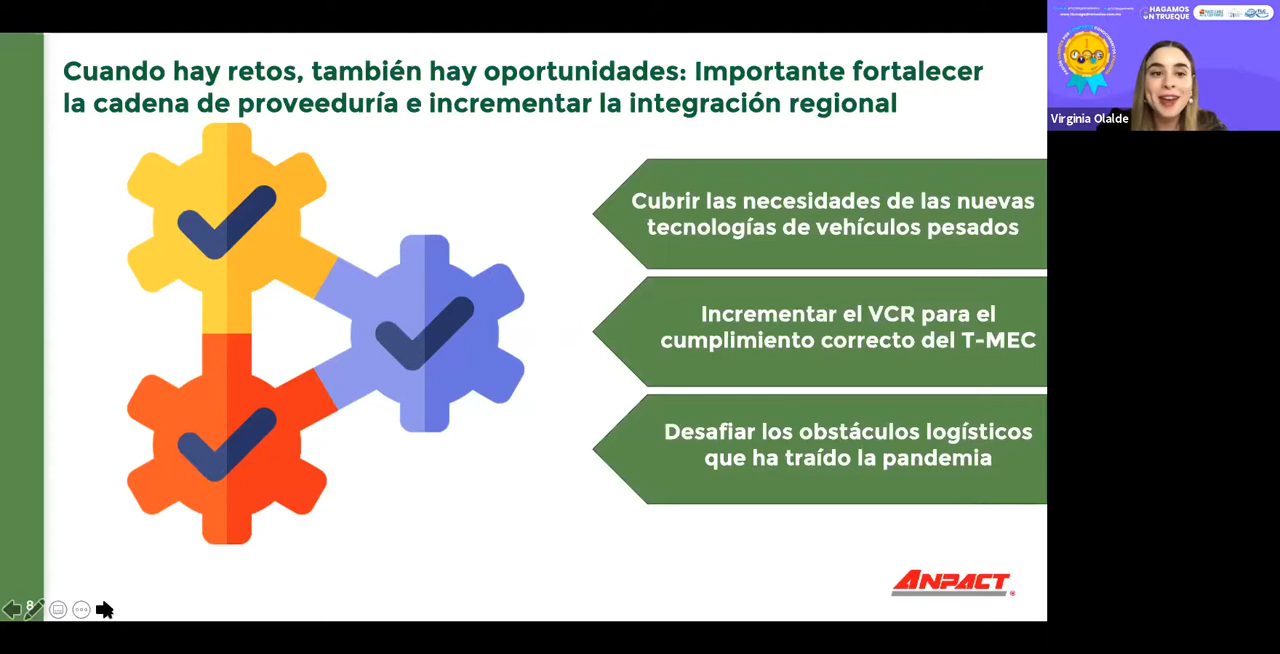 Cuando hay retos, también hay oportunidades: Importante fortalecer
la cadena de proveeduría e incrementar la integración regional
Cubrir las necesidades de las nuevas
tecnologías de vehículos pesados
Incrementar el VCR para el
cumplimiento correcto del T-MEC
Desafiar los obstáculos logísticos
que ha traído la pandemia
ANPACT
8
HAGAMOS
UN TRUEQUE
Virginia Olalde